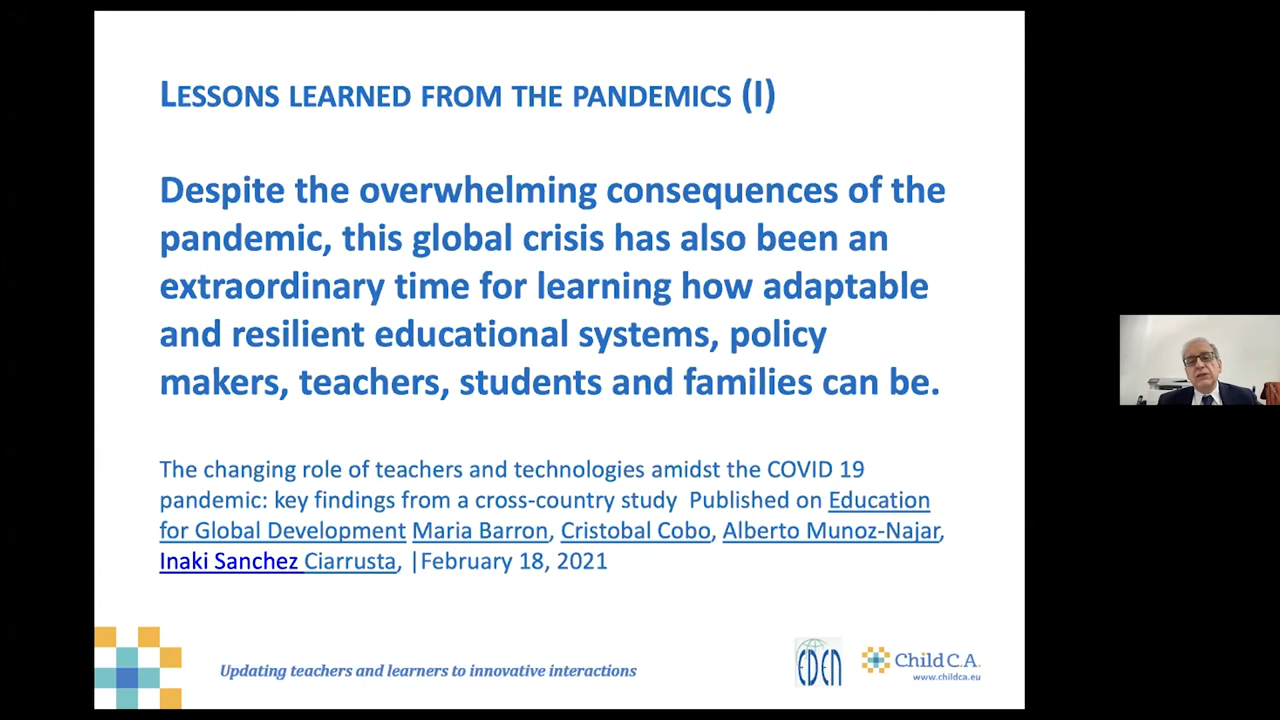 LESSONS LEARNED FROM THE PANDEMICS (I)
Despite the overwhelming consequences of the
pandemic, this global crisis has also been an
extraordinary time for learning how adaptable
and resilient educational systems, policy
makers, teachers, students and families can be.
The changing role of teachers and technologies amidst the COVID 19
pandemic: key findings from a cross-country study Published on Education
for Global Development Maria Barron, Cristobal Cobo, Alberto Munoz-Najar,
Inaki Sanchez Ciarrusta, |February 18, 2021
Updating teachers and learners to innovative interactions
EDEN
Child C.A.
www.childca.eu